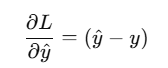 ∂L/∂ŷ = (ŷ − y)